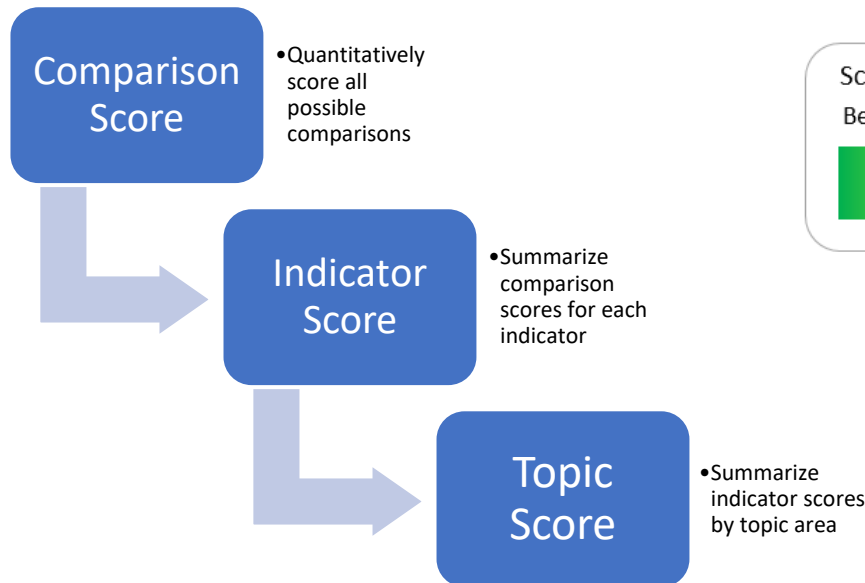 Comparison
Score
•Quantitatively
score all
possible
comparisons
Indicator
Score
•Summarize
comparison
scores for each
indicator
Topic
Score
•Summarize
indicator scores
by topic area